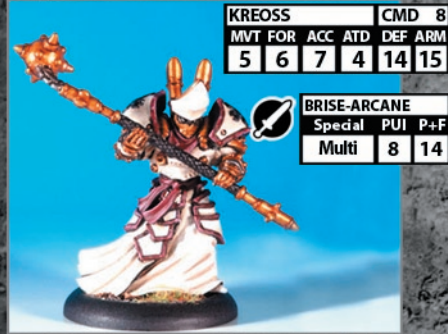 KREOSS CMD 8
MVT FOR ACC ATD DEF ARM
5 6 7 4 14 15
BRISE-ARCANE
Special PUI P+F
Multi 8 14